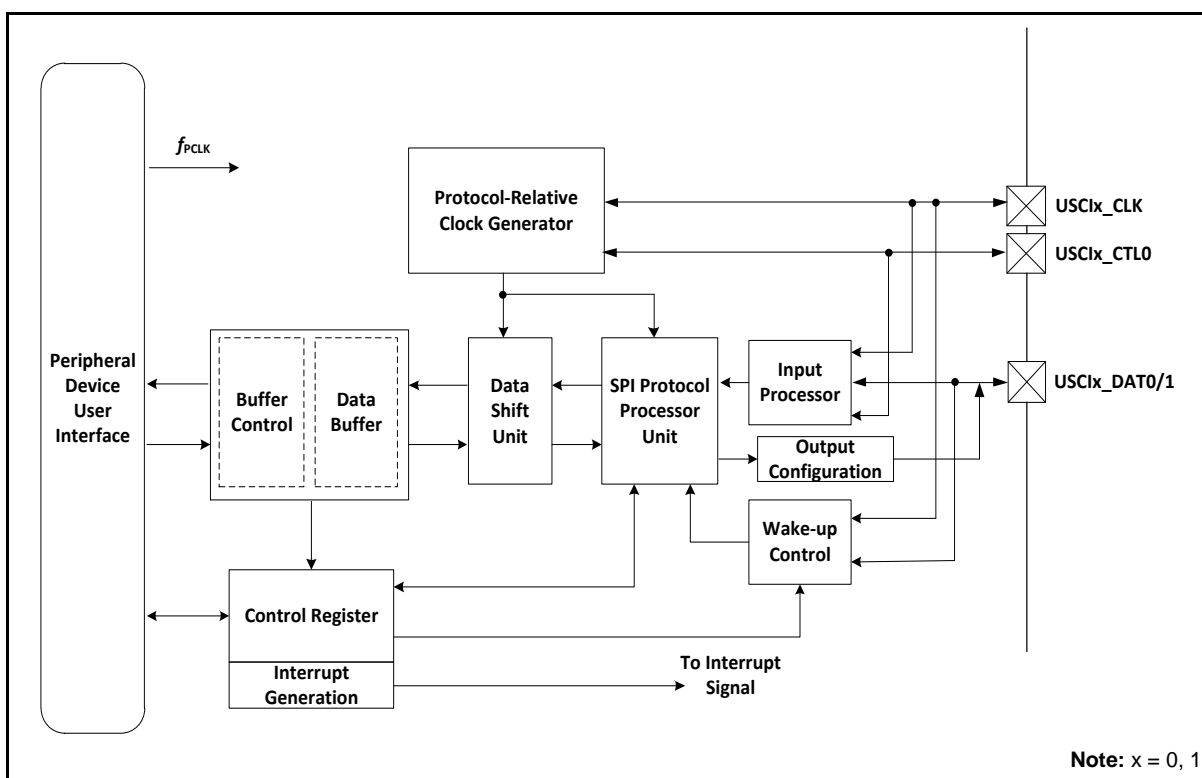 fPCLK
Protocol-Relative
Clock Generator
USCIx_CLK
USCIx_CTL0
Peripheral
Device
User
Interface
Buffer
Control
Data
Buffer
Data
Shift
Unit
SPI Protocol
Processor
Unit
Input
Processor
USCIx_DAT0/1
Output
Configuration
Wake-up
Control
Control Register
Interrupt
Generation
To Interrupt
Signal
Note: x = 0, 1